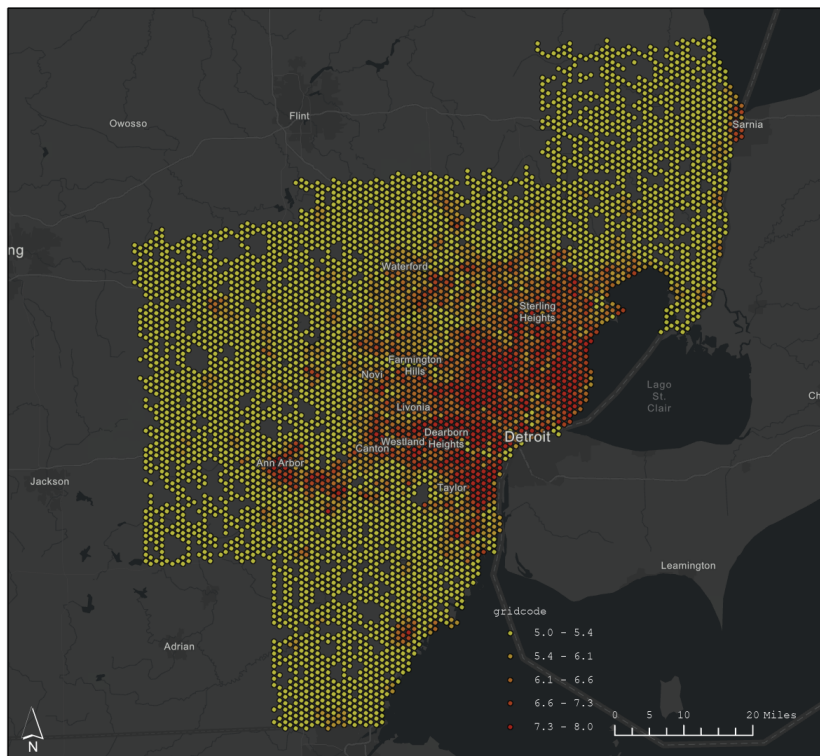 Sarnia
Flint
Owosso
ng
Waterford
Sterling
Heights
Farmington
Hills
Novi
Lago
St.
Clair
Ch
Livonia
Dearborn
Heights
Westland
Detroit
Canton
Ann Arbor
Jackson
Taylor
Leamington
gridcode
5.0 - 5.4
5.4 - 6.1
6.1 - 6.6
6.6 - 7.3
7.3 - 8.0
Adrian
0 5 10 20 Miles
N